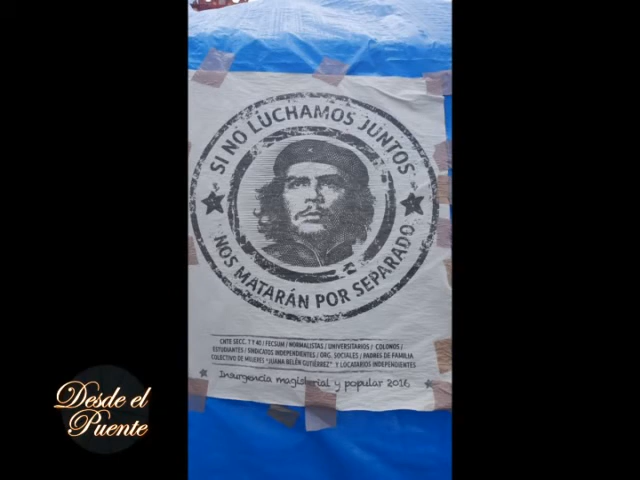 SI NO LUCHAMOS JUNTOS
NOS MATARÁN POR SEPARADO
CNTE SECC. 7 Y 40 / FECSUM / NORMALISTAS / UNIVERSITARIOS / COLONOS /
ESTUDIANTES / SINDICATOS INDEPENDIENTES / ORG. SOCIALES / PADRES DE FAMILIA
COLECTIVO DE MUJERES "JUANA BELÉN GUTIÉRREZ" Y LOCATARIOS INDEPENDIENTES
Insurgencia magisterial y popular 2016
Desde el
Puente